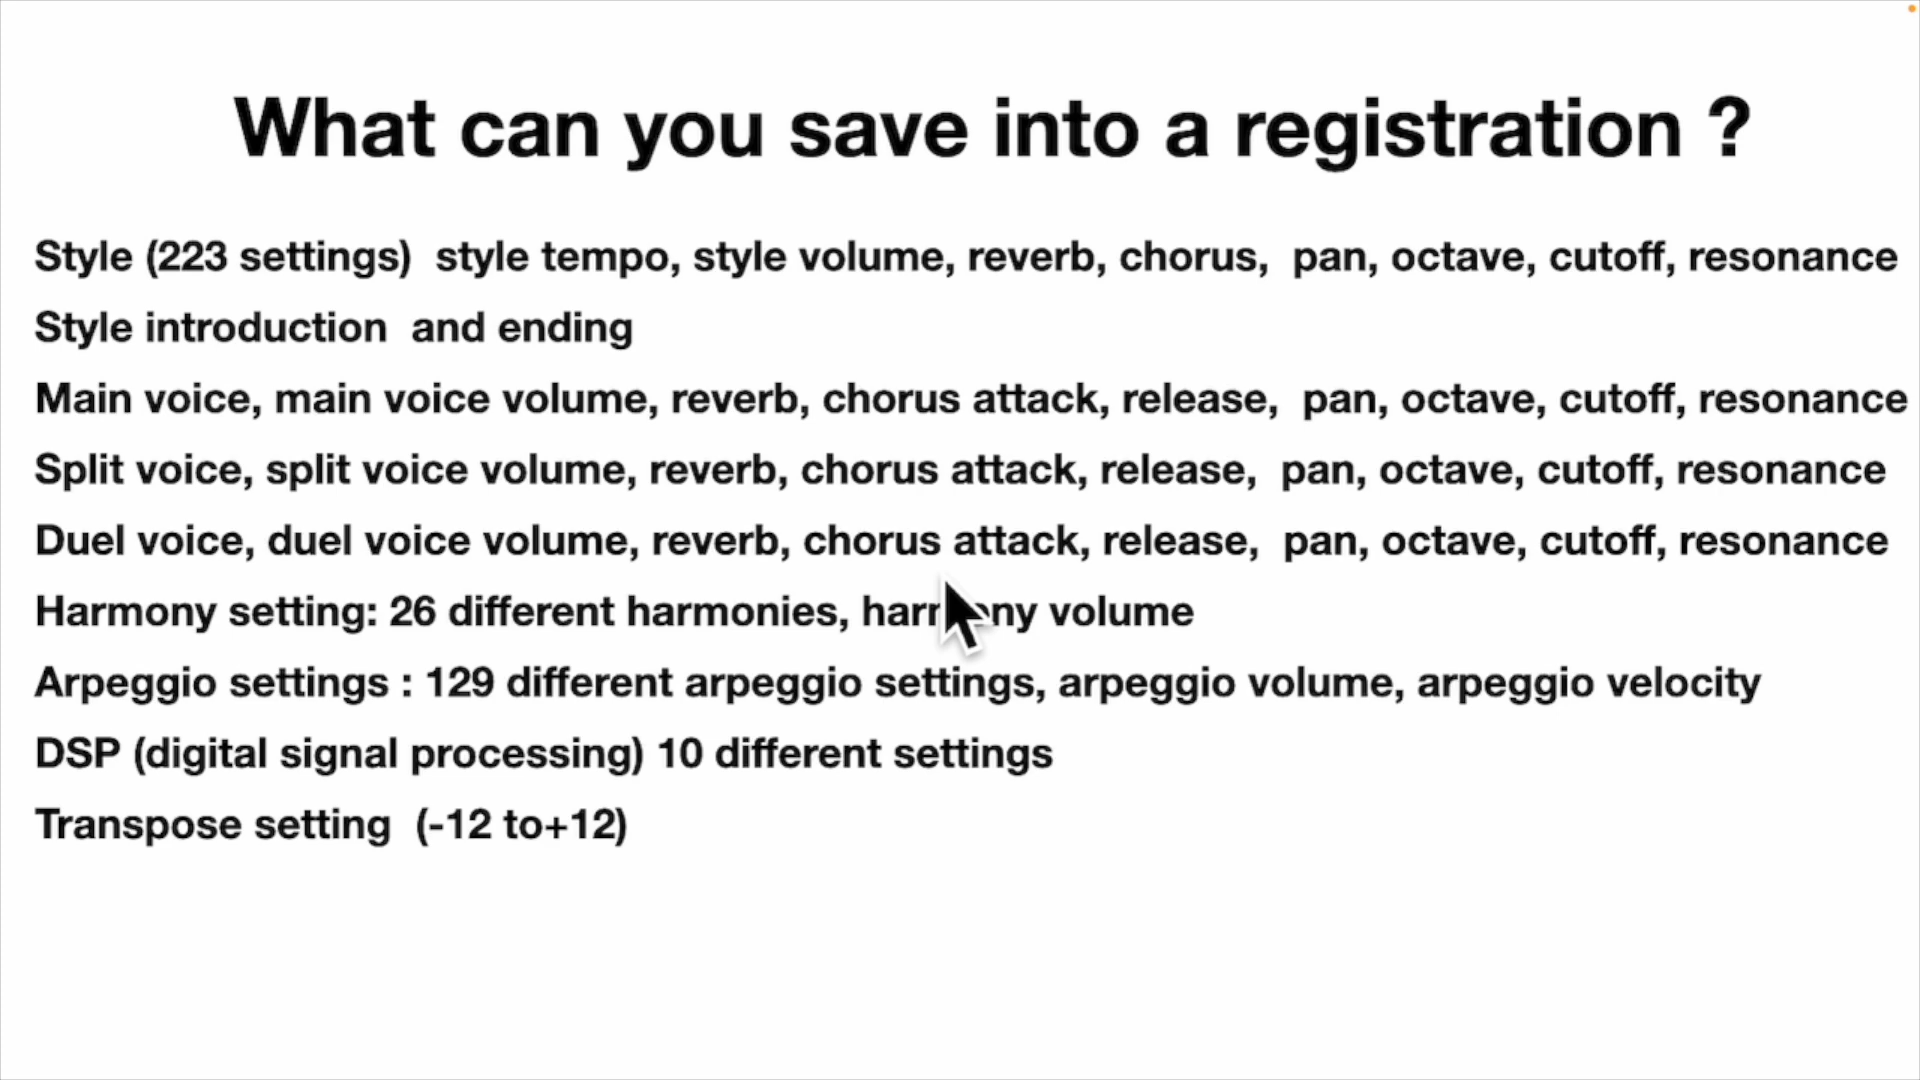 What can you save into a registration ?
Style (223 settings)  style tempo, style volume, reverb, chorus,  pan, octave, cutoff, resonance
Style introduction  and ending
Main voice, main voice volume, reverb, chorus attack, release,  pan, octave, cutoff, resonance
Split voice, split voice volume, reverb, chorus attack, release,  pan, octave, cutoff, resonance
Duel voice, duel voice volume, reverb, chorus attack, release,  pan, octave, cutoff, resonance
Harmony setting: 26 different harmonies, harmony volume
Arpeggio settings : 129 different arpeggio settings, arpeggio volume, arpeggio velocity
DSP (digital signal processing) 10 different settings
Transpose setting  (-12 to+12)